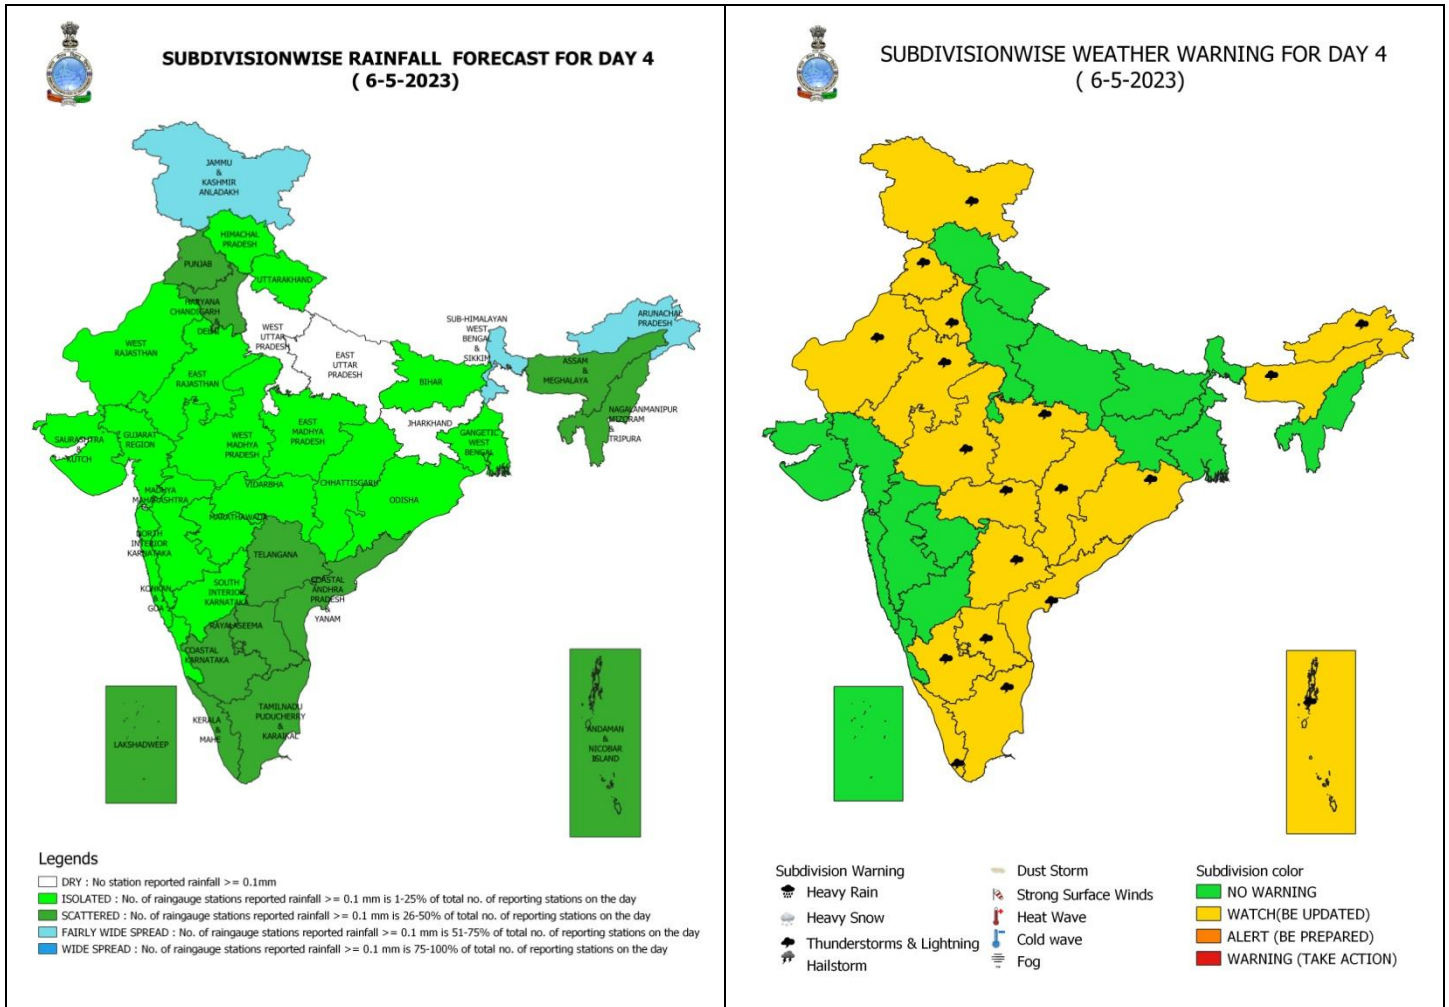 SUBDIVISIONWISE RAINFALL FORECAST FOR DAY 4
( 6-5-2023)
JAMMU
&
KASHMIR
ANLADAKH
HIMACHAL
PRADESH
PUNJAB
UTTARAKHAND
HARYANA
CHANDIGARH
&
DELHI
WEST
RAJASTHAN
WEST
UTTAR
PRADESH
EAST
UTTAR
PRADESH
SUB-HIMALAYAN
WEST
BENGAL
&
SIKKIM
ARUNACHAL
PRADESH
ASSAM
&
MEGHALAYA
EAST
RAJASTHAN
BIHAR
NAGALANMANIPUR
MIZORAM
&
TRIPURA
JHARKHAND
GANGETIC
WEST
BENGAL
SAURASHTRA
&
KUTCH
GUJARAT
REGION
WEST
MADHYA
PRADESH
EAST
MADHYA
PRADESH
VIDARBHA
CHHATTISGARH
ODISHA
MADHYA
MAHARASHTRA
MARATHAWADA
NORTH
INTERIOR
KARNATAKA
TELANGANA
KONKAN
&
GOA
SOUTH
INTERIOR
KARNATAKA
COASTAL
ANDHRA
PRADESH
&
YANAM
RAYALASEEMA
COASTAL
KARNATAKA
KERALA
&
MAHE
TAMILNADU
PUDUCHERRY
&
KARAIKAL
LAKSHADWEEP
ANDAMAN
&
NICOBAR
ISLAND
Legends
DRY : No station reported rainfall >= 0.1mm
ISOLATED : No. of raingauge stations reported rainfall >= 0.1 mm is 1-25% of total no. of reporting stations on the day
SCATTERED : No. of raingauge stations reported rainfall >= 0.1 mm is 26-50% of total no. of reporting stations on the day
FAIRLY WIDE SPREAD : No. of raingauge stations reported rainfall >= 0.1 mm is 51-75% of total no. of reporting stations on the day
WIDE SPREAD : No. of raingauge stations reported rainfall >= 0.1 mm is 75-100% of total no. of reporting stations on the day
SUBDIVISIONWISE WEATHER WARNING FOR DAY 4
( 6-5-2023)
Subdivision Warning
Heavy Rain
Heavy Snow
Thunderstorms & Lightning
Hailstorm
Dust Storm
Strong Surface Winds
Heat Wave
Cold wave
Fog
Subdivision color
NO WARNING
WATCH(BE UPDATED)
ALERT (BE PREPARED)
WARNING (TAKE ACTION)